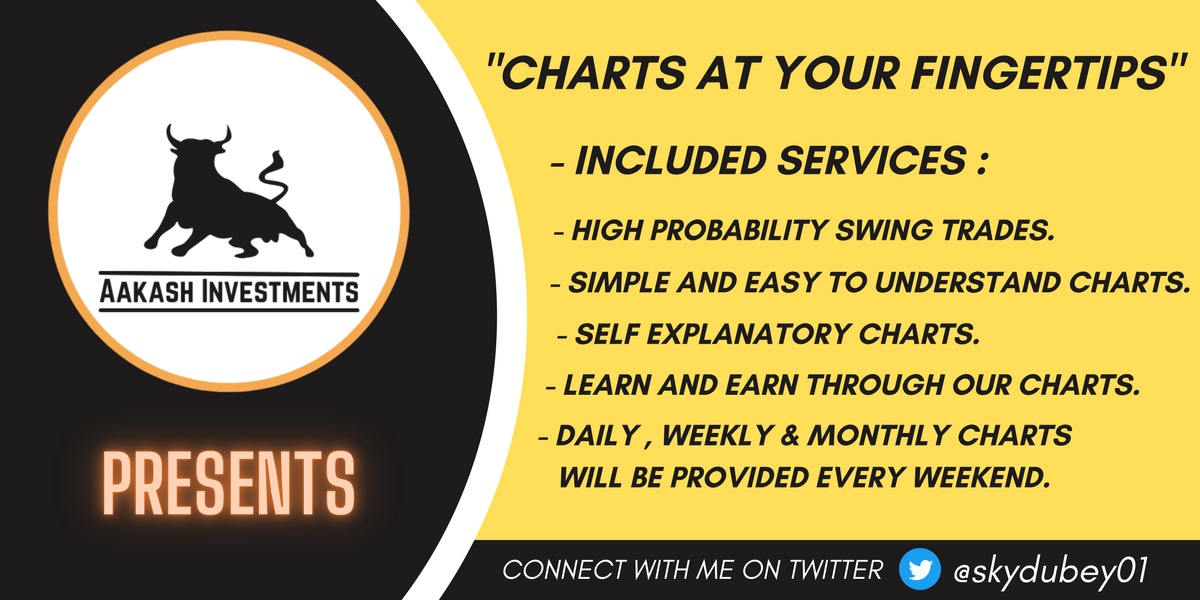 AAKASH INVESTMENTS
PRESENTS
"CHARTS AT YOUR FINGERTIPS"
- INCLUDED SERVICES :
- HIGH PROBABILITY SWING TRADES.
- SIMPLE AND EASY TO UNDERSTAND CHARTS.
- SELF EXPLANATORY CHARTS.
- LEARN AND EARN THROUGH OUR CHARTS.
- DAILY , WEEKLY & MONTHLY CHARTS
WILL BE PROVIDED EVERY WEEKEND.
CONNECT WITH ME ON TWITTER @skydubey01